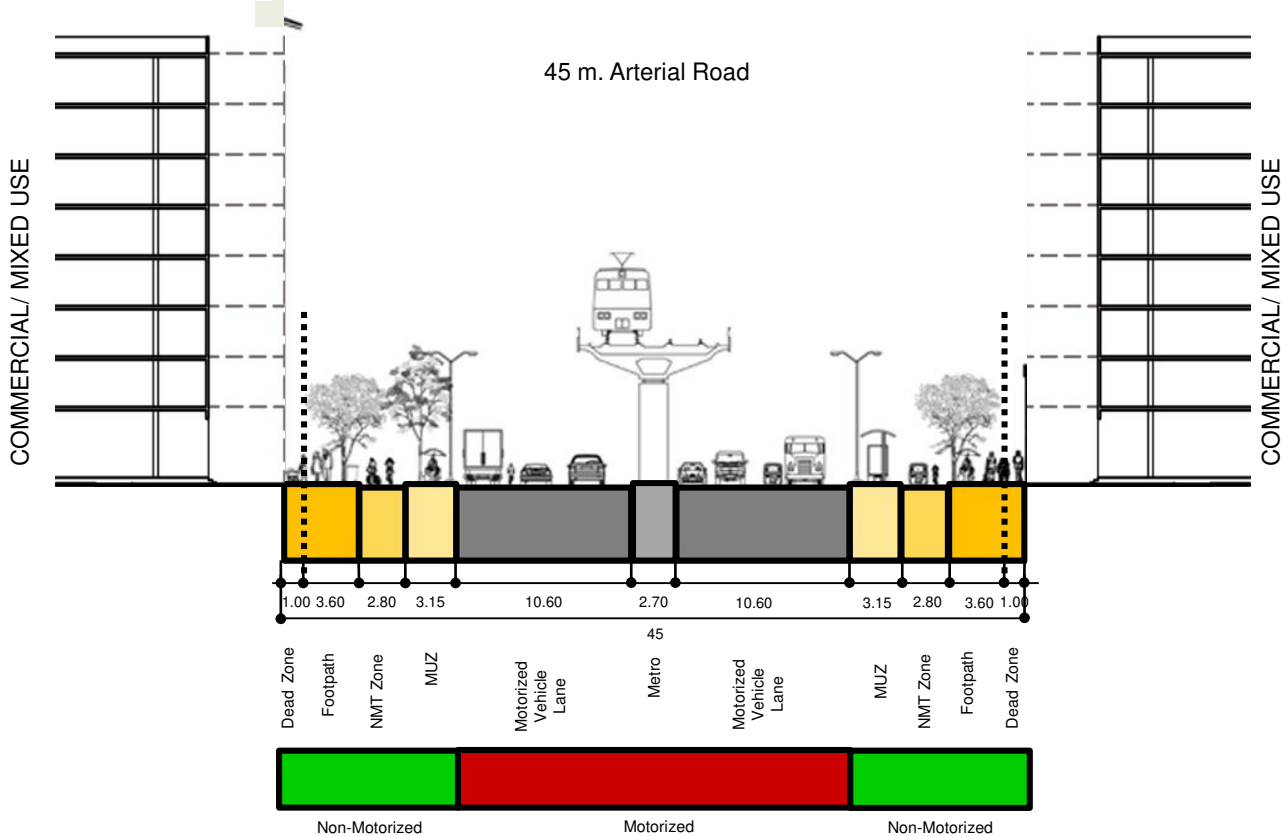 45 m. Arterial Road
COMMERCIAL/ MIXED USE
COMMERCIAL/ MIXED USE
1.00 3.60 2.80 3.15 10.60 2.70 10.60 3.15 2.80 3.60 1.00
45
Dead Zone
Footpath
NMT Zone
MUZ
Motorized
Vehicle
Lane
Metro
Motorized
Vehicle
Lane
MUZ
NMT Zone
Footpath
Dead Zone
Non-Motorized
Motorized
Non-Motorized